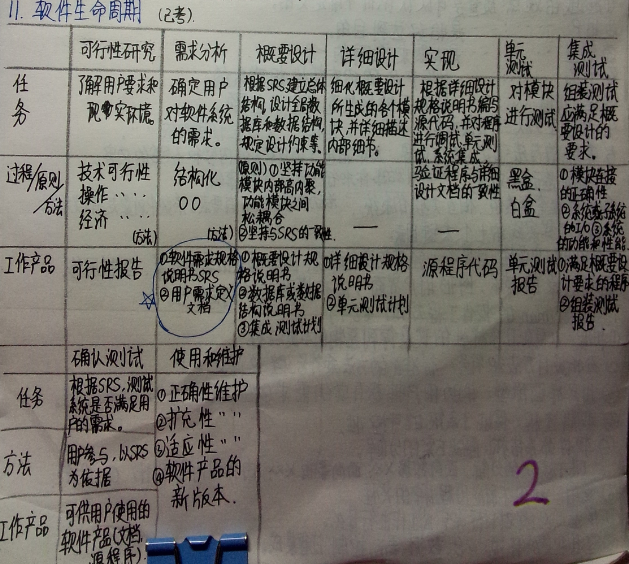 11. 软件生命周期 (已考).
可行性研究 需求分析 概要设计 详细设计 实现 单元测试 集成测试
任务
了解用户要求和
现实环境。
确定用户
对软件系统
的需求。
根据SRS建立总体
结构,设计全局数
据库和数据结构,
规定设计约束等。
细化概要设计
所生成的各个模
块,并详细描述
内部细节。
根据详细设计
规格说明书编写
源代码,并对程序
进行调试,单元测
试,系统集成,
验证程序与详细
设计文档的一致性
对模块
进行测试
组装测试
应满足概
要设计的
要求。
过程/原则/方法
技术可行性
操作 〃 〃
经济 〃 〃
(方法)
结构化
OO
(方法)
(原则)①坚持功能
模块内部高内聚,
功能模块之间
松耦合
②坚持与SRS的一致性
—
—
黑盒
白盒
①模块连接
的正确性
的I/O ③系统
的功能和性能
工作产品
可行性报告
①软件需求规格
说明书SRS
②用户需求定义
文档
①概要设计规
格说明书
②数据库或数据
结构说明书
③集成测试计划
①详细设计规格
说明书
②单元测试计划
源程序代码
单元测试
报告
①满足概要设
计要求的程序
②组装测试
报告.
确认测试 使用和维护
任务
根据SRS,测试
系统是否满足用
户的需求。
①正确性维护
②扩充性〃〃
③适应性〃〃
④软件产品的
新版本.
方法
用户参与,以SRS
为依据
工作产品
可供用户使用的
软件产品(文档,
源程序)
2